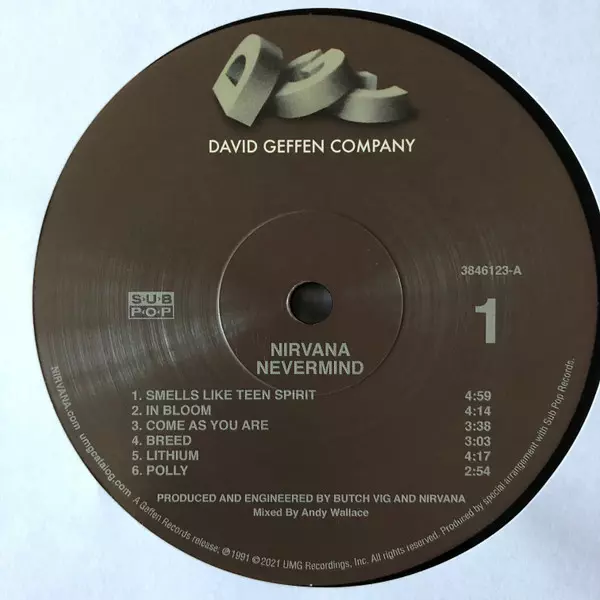 DGC
DAVID GEFFEN COMPANY
3846123-A
1
SUB
POP
NIRVANA
NEVERMIND
1. SMELLS LIKE TEEN SPIRIT 4:59
2. IN BLOOM 4:14
3. COME AS YOU ARE 3:38
4. BREED 3:03
5. LITHIUM 4:17
6. POLLY 2:54
PRODUCED AND ENGINEERED BY BUTCH VIG AND NIRVANA
Mixed By Andy Wallace
NIRVANA.com umgcatalog.com A Geffen Records release; ℗1991 ©2021 UMG Recordings, Inc. All rights reserved. Produced by special arrangement with Sub Pop Records.